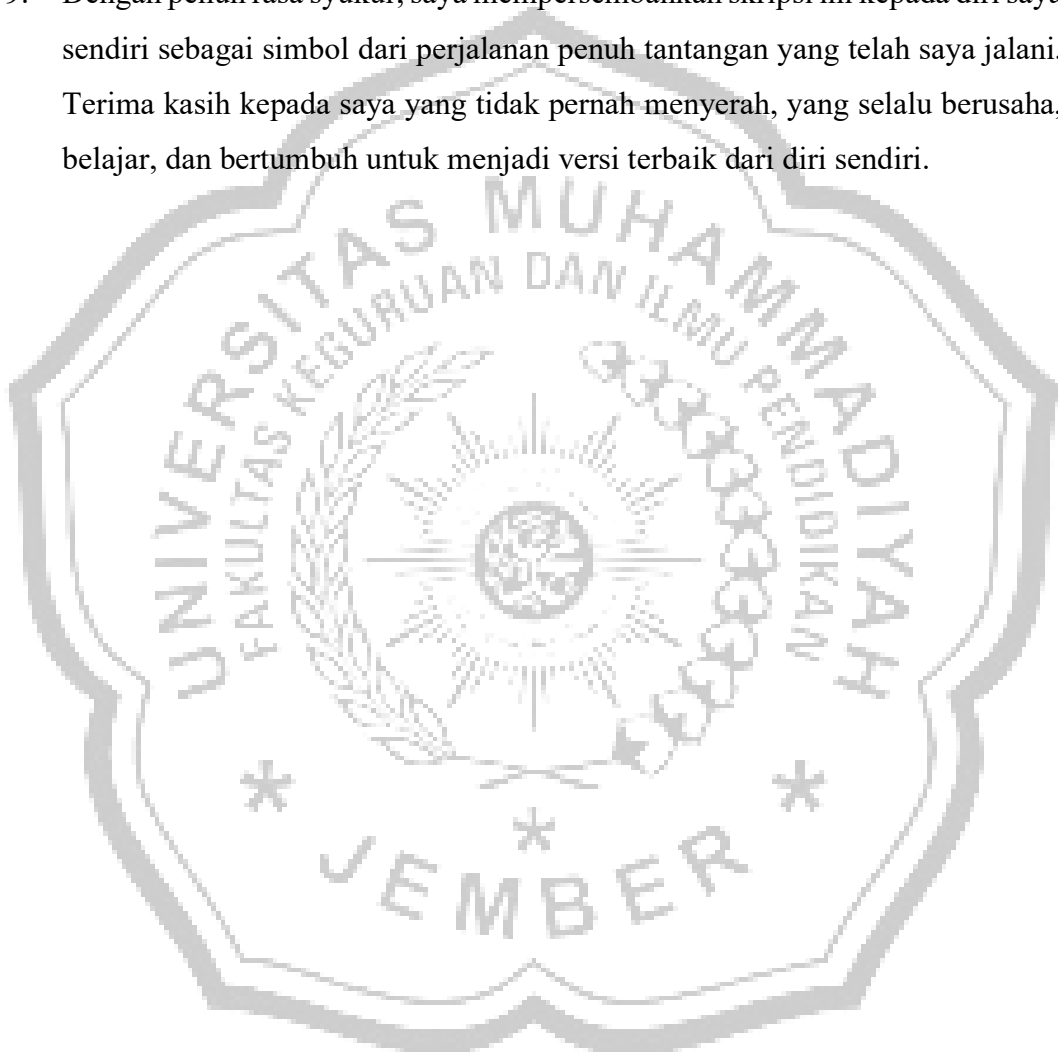 9. Dengan penuh rasa syukur, saya mempersembahkan skripsi ini kepada diri saya
sendiri sebagai simbol dari perjalanan penuh tantangan yang telah saya jalani.
Terima kasih kepada saya yang tidak pernah menyerah, yang selalu berusaha,
belajar, dan bertumbuh untuk menjadi versi terbaik dari diri sendiri.
UNIVERSITAS MUHAMMADIYAH
FAKULTAS KEGURUAN DAN ILMU PENDIDIKAN
* JEMBER *